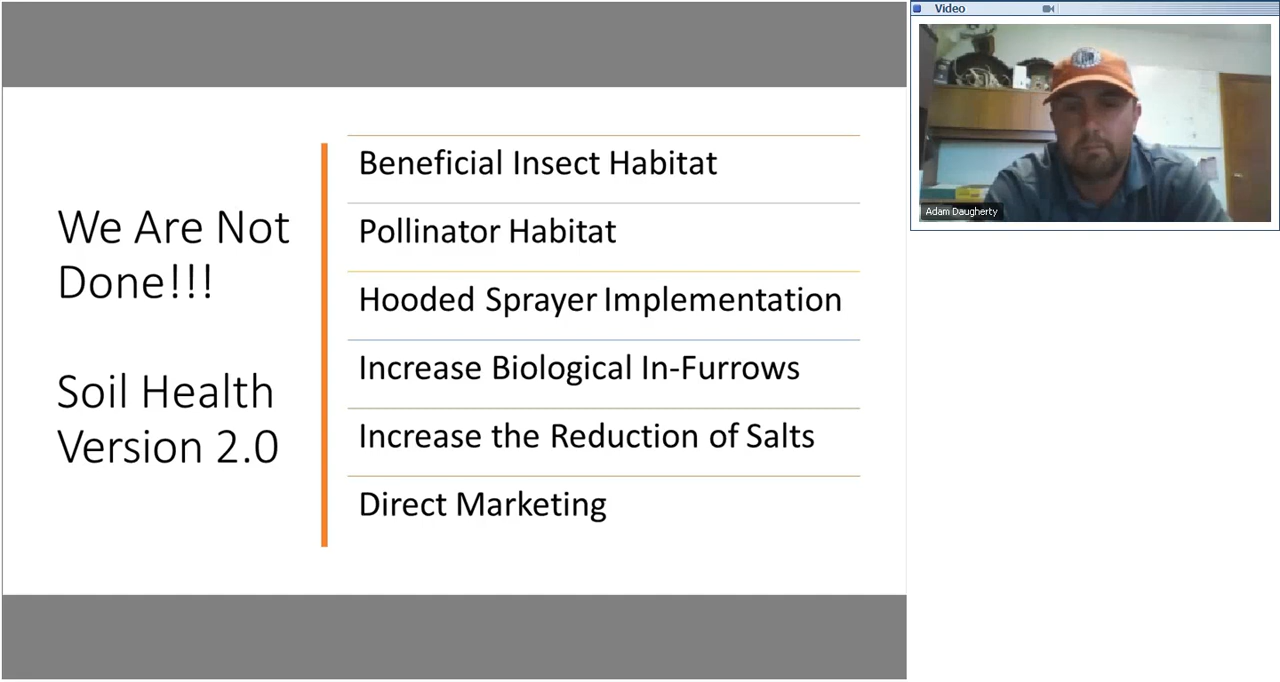 We Are Not
Done!!!
Soil Health
Version 2.0
Beneficial Insect Habitat
Pollinator Habitat
Hooded Sprayer Implementation
Increase Biological In-Furrows
Increase the Reduction of Salts
Direct Marketing
Video
Adam Daugherty